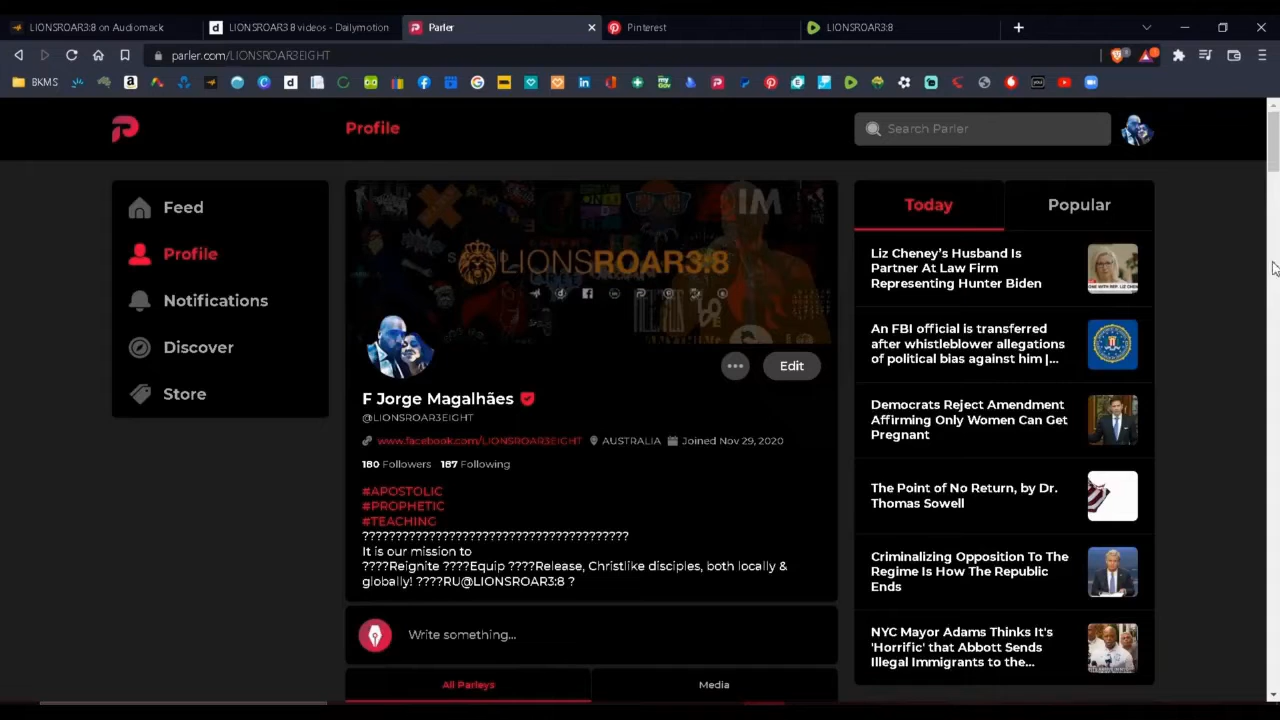 LIONSROAR3:8 on Audiomack
LIONSROAR3:8 videos - Dailymotion
Parler
Pinterest
LIONSROAR3:8
parler.com/LIONSROAR3EIGHT
BKMS
Profile
Search Parler
Feed
Profile
Notifications
Discover
Store
IM
LIONSROAR3:8
Edit
F Jorge Magalhães
@LIONSROAR3EIGHT
www.facebook.com/LIONSROAR3EIGHT AUSTRALIA Joined Nov 29, 2020
180 Followers 187 Following
#APOSTOLIC
#PROPHETIC
#TEACHING
????????????????????????????????????????
It is our mission to
????Reignite ????Equip ????Release, Christlike disciples, both locally &
globally! ????RU@LIONSROAR3:8 ?
Write something...
All Parleys
Media
Today
Popular
Liz Cheney's Husband Is
Partner At Law Firm
Representing Hunter Biden
An FBI official is transferred
after whistleblower allegations
of political bias against him |...
Democrats Reject Amendment
Affirming Only Women Can Get
Pregnant
The Point of No Return, by Dr.
Thomas Sowell
Criminalizing Opposition To The
Regime Is How The Republic
Ends
NYC Mayor Adams Thinks It's
'Horrific' that Abbott Sends
Illegal Immigrants to the...